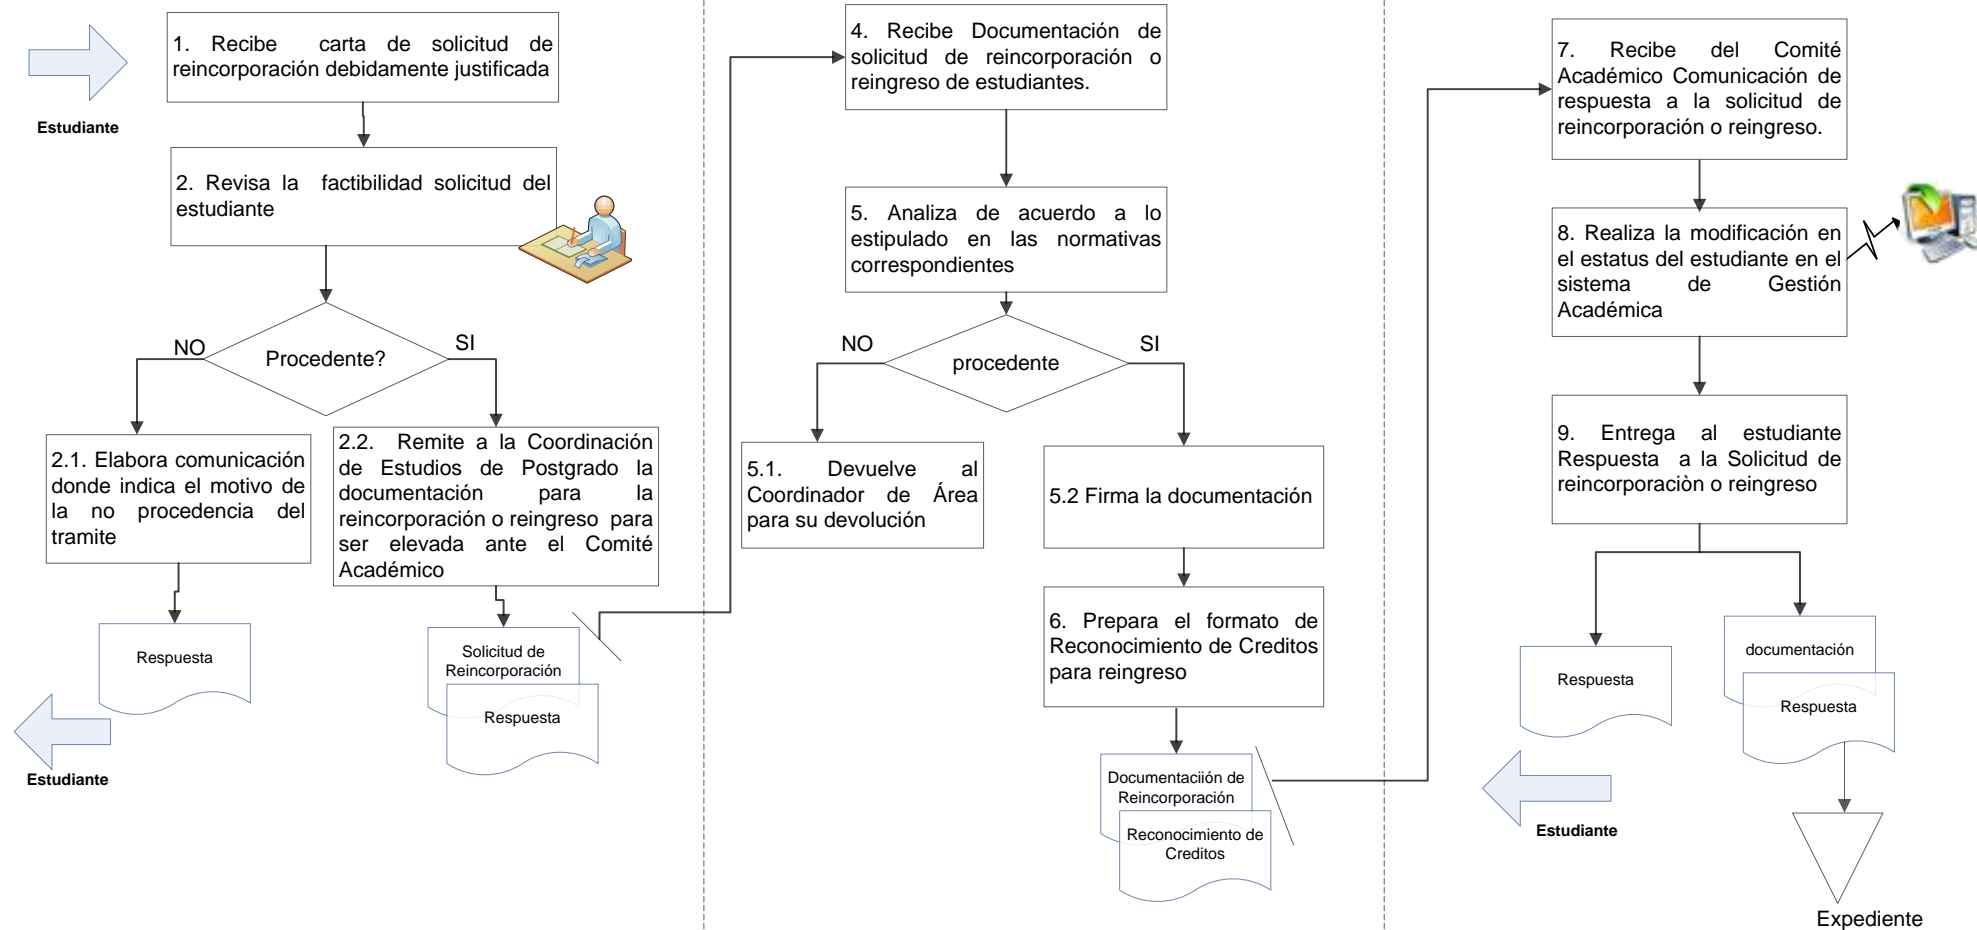 1. Recibe carta de solicitud de
reincorporación debidamente justificada
Estudiante
2. Revisa la factibilidad solicitud del
estudiante
Procedente?
NO
SI
2.1. Elabora comunicación
donde indica el motivo de
la no procedencia del
tramite
2.2. Remite a la Coordinación
de Estudios de Postgrado la
documentación para la
reincorporación o reingreso para
ser elevada ante el Comité
Académico
Respuesta
Solicitud de
Reincorporación
Respuesta
Estudiante
4. Recibe Documentación de
solicitud de reincorporación o
reingreso de estudiantes.
5. Analiza de acuerdo a lo
estipulado en las normativas
correspondientes
NO
procedente
SI
5.1. Devuelve al
Coordinador de Área
para su devolución
5.2 Firma la documentación
6. Prepara el formato de
Reconocimiento de Creditos
para reingreso
Documentaciión de
Reincorporación
Reconocimiento de
Creditos
7. Recibe del Comité
Académico Comunicación de
respuesta a la solicitud de
reincorporación o reingreso.
8. Realiza la modificación en
el estatus del estudiante en el
sistema de Gestión
Académica
9. Entrega al estudiante
Respuesta a la Solicitud de
reincorporaciòn o reingreso
Respuesta
documentación
Respuesta
Estudiante
Expediente